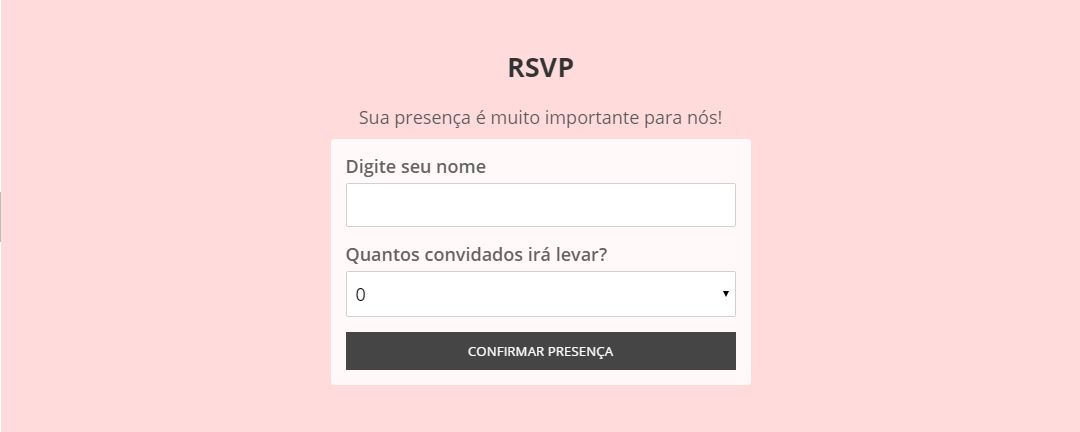 RSVP
Sua presença é muito importante para nós!
Digite seu nome
Quantos convidados irá levar?
0
CONFIRMAR PRESENÇA